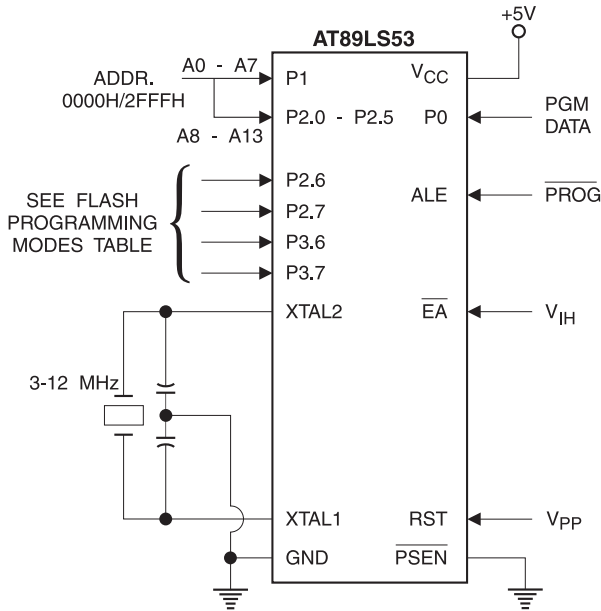 +5V
AT89LS53
A0 - A7
ADDR.
0000H/2FFFH
A8 - A13
P1
P2.0 - P2.5
VCC
P0
PGM
DATA
SEE FLASH
PROGRAMMING
MODES TABLE
P2.6
P2.7
P3.6
P3.7
ALE
PROG
XTAL2
EA
VIH
3-12 MHz
XTAL1
RST
VPP
GND
PSEN